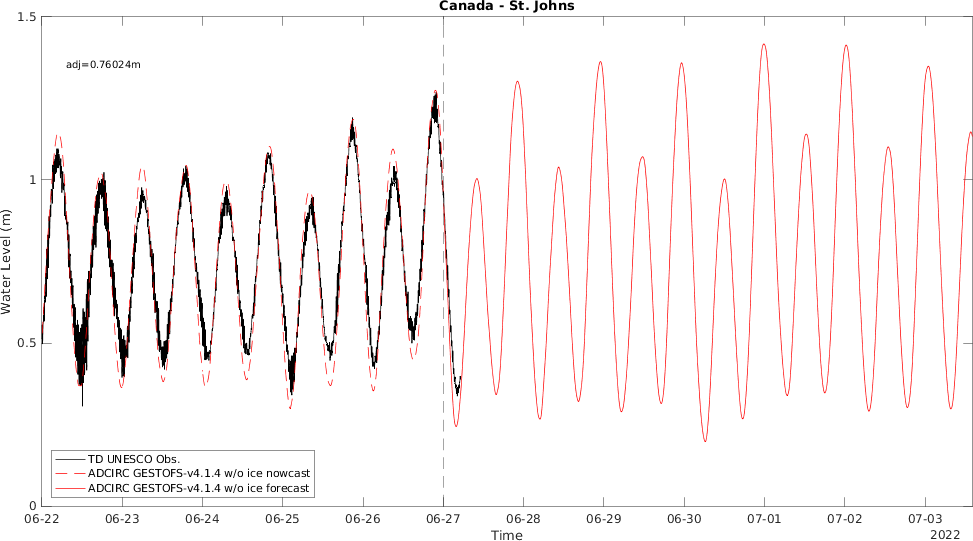 Canada - St. Johns
1.5
adj=0.76024m
1
Water Level (m)
0.5
TD UNESCO Obs.
ADCIRC GESTOFS-v4.1.4 w/o ice nowcast
ADCIRC GESTOFS-v4.1.4 w/o ice forecast
0
06-22 06-23 06-24 06-25 06-26 06-27 06-28 06-29 06-30 07-01 07-02 07-03
Time
2022